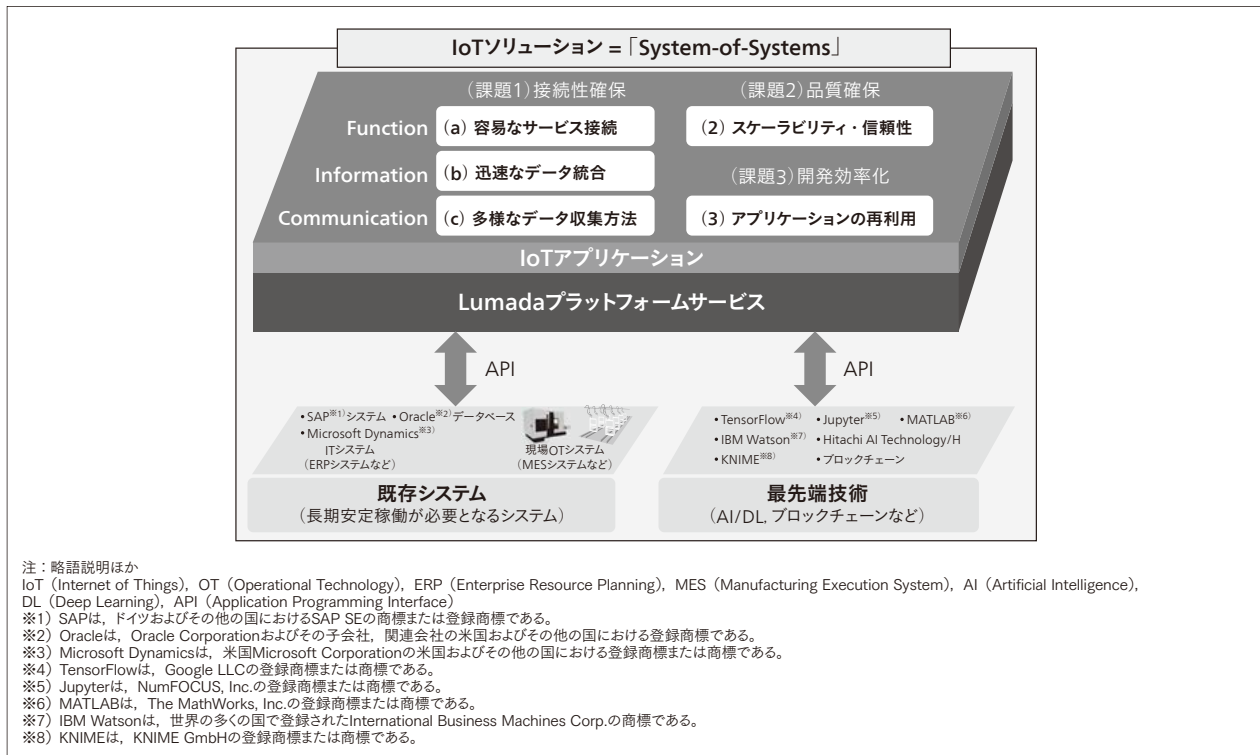 IoTソリューション =「System-of-Systems」
(課題1)接続性確保 (課題2)品質確保
Function (a) 容易なサービス接続 (2) スケーラビリティ・信頼性
Information (b) 迅速なデータ統合 (課題3)開発効率化
Communication (c) 多様なデータ収集方法 (3) アプリケーションの再利用
IoTアプリケーション
Lumadaプラットフォームサービス
API API
• SAP※1)システム • Oracle※2)データベース
• Microsoft Dynamics※3)
ITシステム
(ERPシステムなど)
現場OTシステム
(MESシステムなど)
• TensorFlow※4) • Jupyter※5) • MATLAB※6)
• IBM Watson※7) • Hitachi AI Technology/H
• KNIME※8) • ブロックチェーン
既存システム
(長期安定稼働が必要となるシステム)
最先端技術
(AI/DL, ブロックチェーンなど)
注:略語説明ほか
IoT(Internet of Things),OT(Operational Technology),ERP(Enterprise Resource Planning),MES(Manufacturing Execution System),AI(Artificial Intelligence),
DL(Deep Learning),API(Application Programming Interface)
※1)SAPは,ドイツおよびその他の国におけるSAP SEの商標または登録商標である。
※2)Oracleは,Oracle Corporationおよびその子会社,関連会社の米国およびその他の国における登録商標である。
※3)Microsoft Dynamicsは,米国Microsoft Corporationの米国およびその他の国における登録商標または商標である。
※4)TensorFlowは,Google LLCの登録商標または商標である。
※5)Jupyterは,NumFOCUS, Inc.の登録商標または商標である。
※6)MATLABは,The MathWorks, Inc.の登録商標または商標である。
※7)IBM Watsonは,世界の多くの国で登録されたInternational Business Machines Corp.の商標である。
※8)KNIMEは,KNIME GmbHの登録商標または商標である。